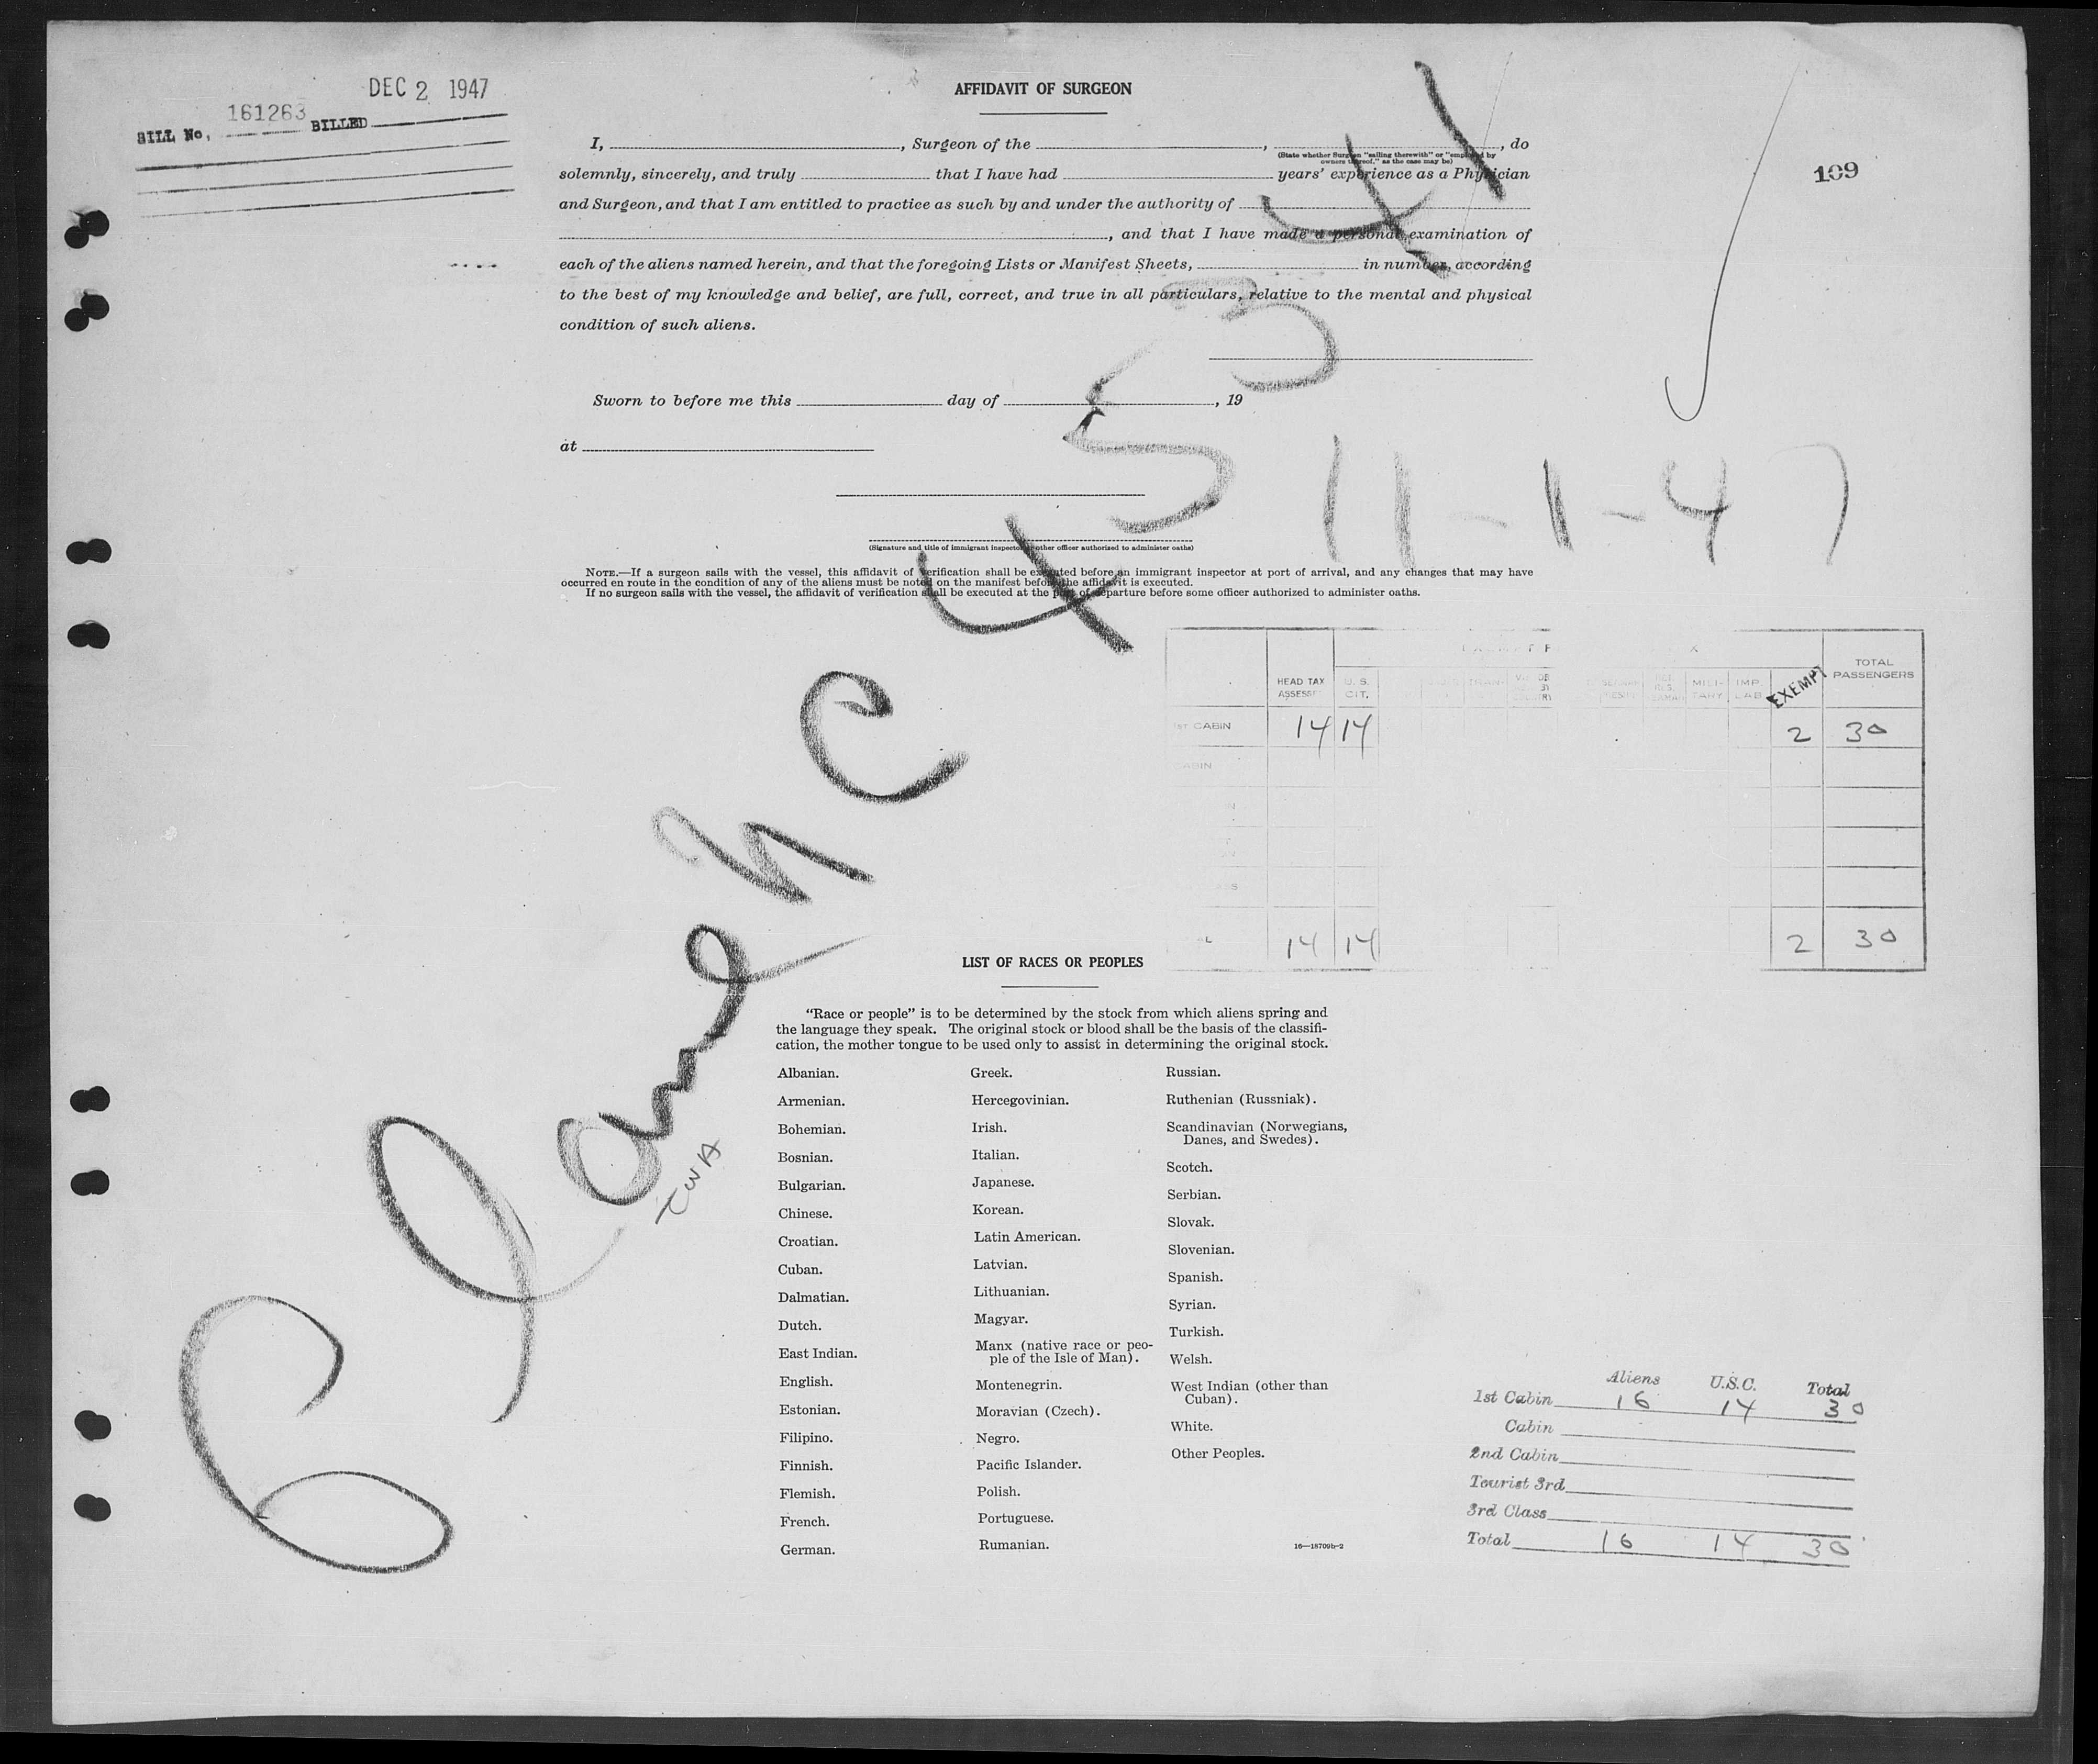 DEC 2 1947
BILL No. 161263 BILLED
109
AFFIDAVIT OF SURGEON
I, , Surgeon of the , , do
(State whether Surgeon "sailing therewith" or "employed by
owners thereof," as the case may be)
solemnly, sincerely, and truly that I have had years' experience as a Physician
and Surgeon, and that I am entitled to practice as such by and under the authority of
, and that I have made a personal examination of
each of the aliens named herein, and that the foregoing Lists or Manifest Sheets, in number, according
to the best of my knowledge and belief, are full, correct, and true in all particulars, relative to the mental and physical
condition of such aliens.
Sworn to before me this day of , 19
at
11-1-47
(Signature and title of immigrant inspector or other officer authorized to administer oaths)
NOTE.—If a surgeon sails with the vessel, this affidavit of verification shall be executed before an immigrant inspector at port of arrival, and any changes that may have
occurred en route in the condition of any of the aliens must be noted on the manifest before the affidavit is executed.
If no surgeon sails with the vessel, the affidavit of verification shall be executed at the port of departure before some officer authorized to administer oaths.
HEAD TAX ASSESSED U.S. CIT. MILITARY IMP. LAB. EXEMPT TOTAL PASSENGERS
1ST CABIN 14 14 2 30
CABIN
14 14 2 30
Plane NC 45341
TWA
LIST OF RACES OR PEOPLES
"Race or people" is to be determined by the stock from which aliens spring and
the language they speak. The original stock or blood shall be the basis of the classifi-
cation, the mother tongue to be used only to assist in determining the original stock.
Albanian.
Armenian.
Bohemian.
Bosnian.
Bulgarian.
Chinese.
Croatian.
Cuban.
Dalmatian.
Dutch.
East Indian.
English.
Estonian.
Filipino.
Finnish.
Flemish.
French.
German.
Greek.
Hercegovinian.
Irish.
Italian.
Japanese.
Korean.
Latin American.
Latvian.
Lithuanian.
Magyar.
Manx (native race or peo-
ple of the Isle of Man).
Montenegrin.
Moravian (Czech).
Negro.
Pacific Islander.
Polish.
Portuguese.
Rumanian.
Russian.
Ruthenian (Russniak).
Scandinavian (Norwegians,
Danes, and Swedes).
Scotch.
Serbian.
Slovak.
Slovenian.
Spanish.
Syrian.
Turkish.
Welsh.
West Indian (other than
Cuban).
White.
Other Peoples.
16—18709b-2
Aliens U.S.C. Total
1st Cabin 16 14 30
Cabin
2nd Cabin
Tourist 3rd
3rd Class
Total 16 14 30